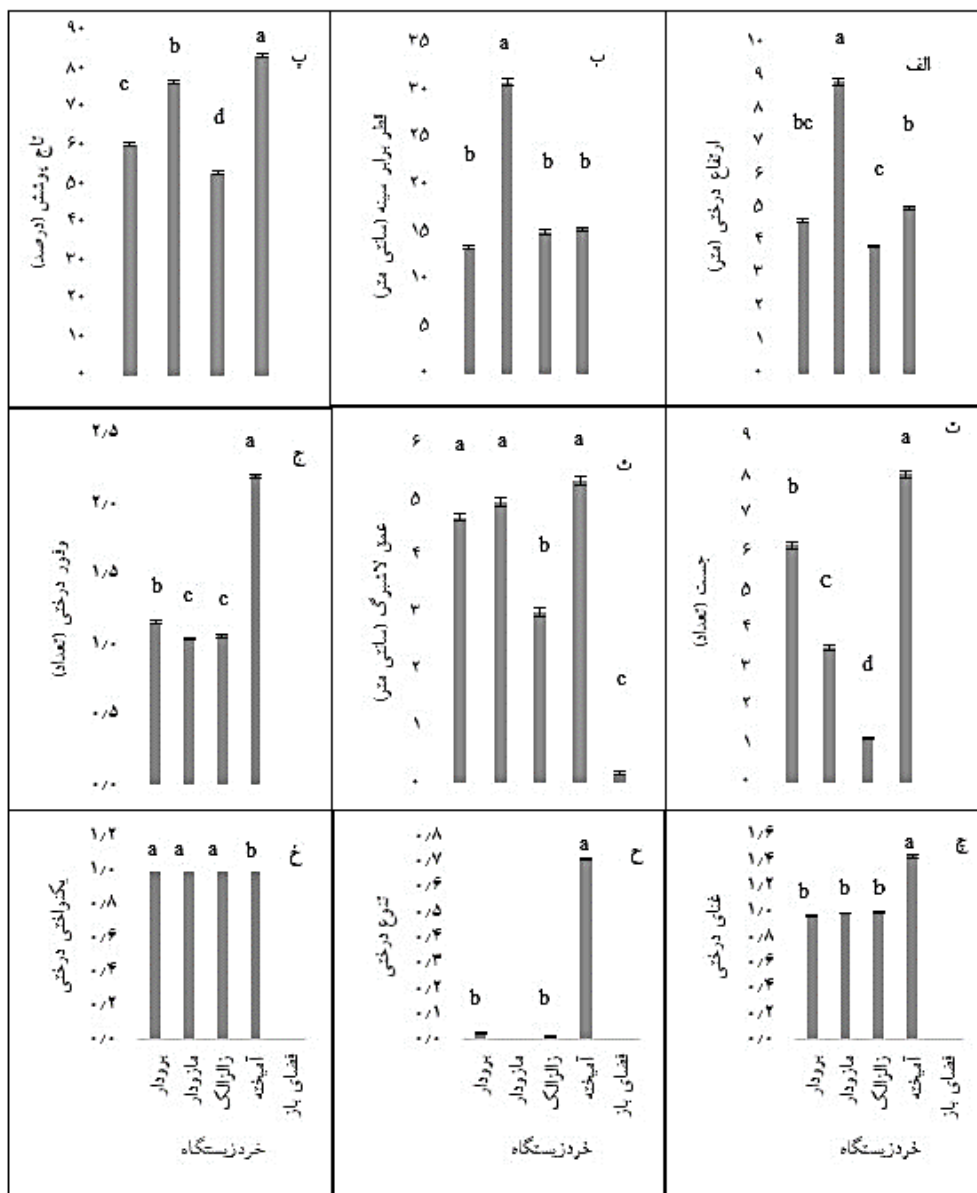 الف
ارتفاع درختی (متر)
۱۰
۹
۸
۷
۶
۵
۴
۳
۲
۱
۰
bc a c b
ب
قطر برابر سینه (سانتی متر)
۳۵
۳۰
۲۵
۲۰
۱۵
۱۰
۵
۰
b a b b
پ
تاج پوشش (درصد)
۹۰
۸۰
۷۰
۶۰
۵۰
۴۰
۳۰
۲۰
۱۰
۰
c b d a
ت
جست (تعداد)
۹
۸
۷
۶
۵
۴
۳
۲
۱
۰
b c d a
ث
عمق لاشبرگ (سانتی متر)
۶
۵
۴
۳
۲
۱
۰
a a b a c
ج
وفور درختی (تعداد)
۲٫۵
۲٫۰
۱٫۵
۱٫۰
۰٫۵
۰٫۰
b c c a
چ
غنای درختی
۱٫۶
۱٫۴
۱٫۲
۱٫۰
۰٫۸
۰٫۶
۰٫۴
۰٫۲
۰٫۰
b b b a
برودار
مازودار
زالزالک
آمیخته
فضای باز
خردزیستگاه
ح
تنوع درختی
۰٫۸
۰٫۷
۰٫۶
۰٫۵
۰٫۴
۰٫۳
۰٫۲
۰٫۱
۰٫۰
b b a
برودار
مازودار
زالزالک
آمیخته
فضای باز
خردزیستگاه
خ
یکنواختی درختی
۱٫۲
۱٫۰
۰٫۸
۰٫۶
۰٫۴
۰٫۲
۰٫۰
a a a b
برودار
مازودار
زالزالک
آمیخته
فضای باز
خردزیستگاه